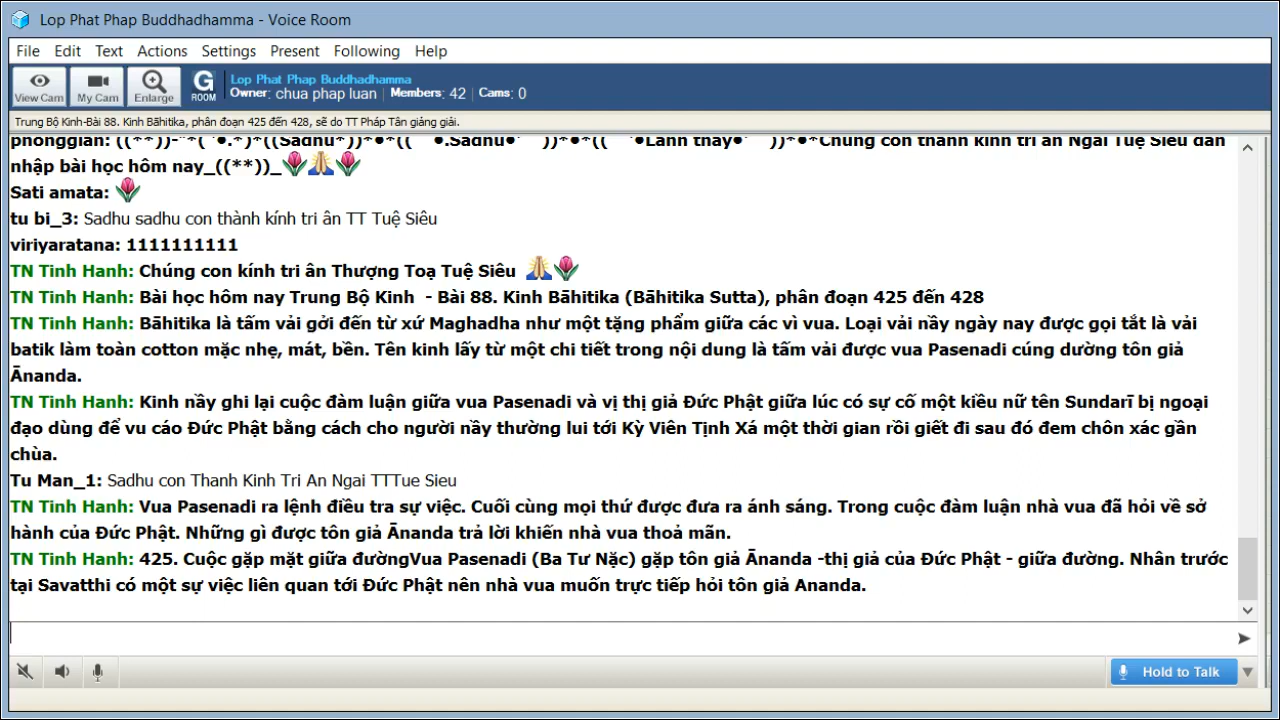 Lop Phat Phap Buddhadhamma - Voice Room
File Edit Text Actions Settings Present Following Help
View Cam My Cam Enlarge G ROOM
Lop Phat Phap Buddhadhamma
Owner: chua phap luan Members: 42 Cams: 0
Trung Bộ Kinh-Bài 88. Kinh Bāhitika, phân đoạn 425 đến 428, sẽ do TT Pháp Tân giảng giải.
phonggian: ((**))-"*( '●.*)*((Sadhu*))*●*(( ●.Sadhu●' ))*●*(( '●Lành thay●' ))*●*Chúng con thành kính tri ân Ngài Tuệ Siêu dẫn
nhập bài học hôm nay_((**))_🌷🙏🌷
Sati amata: 🌷
tu bi_3: Sadhu sadhu con thành kính tri ân TT Tuệ Siêu
viriyaratana: 1111111111
TN Tinh Hanh: Chúng con kính tri ân Thượng Toạ Tuệ Siêu 🙏🌷
TN Tinh Hanh: Bài học hôm nay Trung Bộ Kinh - Bài 88. Kinh Bāhitika (Bāhitika Sutta), phân đoạn 425 đến 428
TN Tinh Hanh: Bāhitika là tấm vải gởi đến từ xứ Maghadha như một tặng phẩm giữa các vì vua. Loại vải nầy ngày nay được gọi tắt là vải
batik làm toàn cotton mặc nhẹ, mát, bền. Tên kinh lấy từ một chi tiết trong nội dung là tấm vải được vua Pasenadi cúng dường tôn giả
Ānanda.
TN Tinh Hanh: Kinh nầy ghi lại cuộc đàm luận giữa vua Pasenadi và vị thị giả Đức Phật giữa lúc có sự cố một kiều nữ tên Sundarī bị ngoại
đạo dùng để vu cáo Đức Phật bằng cách cho người nầy thường lui tới Kỳ Viên Tịnh Xá một thời gian rồi giết đi sau đó đem chôn xác gần
chùa.
Tu Man_1: Sadhu con Thanh Kinh Tri An Ngai TTTue Sieu
TN Tinh Hanh: Vua Pasenadi ra lệnh điều tra sự việc. Cuối cùng mọi thứ được đưa ra ánh sáng. Trong cuộc đàm luận nhà vua đã hỏi về sở
hành của Đức Phật. Những gì được tôn giả Ānanda trả lời khiến nhà vua thoả mãn.
TN Tinh Hanh: 425. Cuộc gặp mặt giữa đườngVua Pasenadi (Ba Tư Nặc) gặp tôn giả Ānanda -thị giả của Đức Phật - giữa đường. Nhân trước
tại Savatthi có một sự việc liên quan tới Đức Phật nên nhà vua muốn trực tiếp hỏi tôn giả Ananda.
Hold to Talk